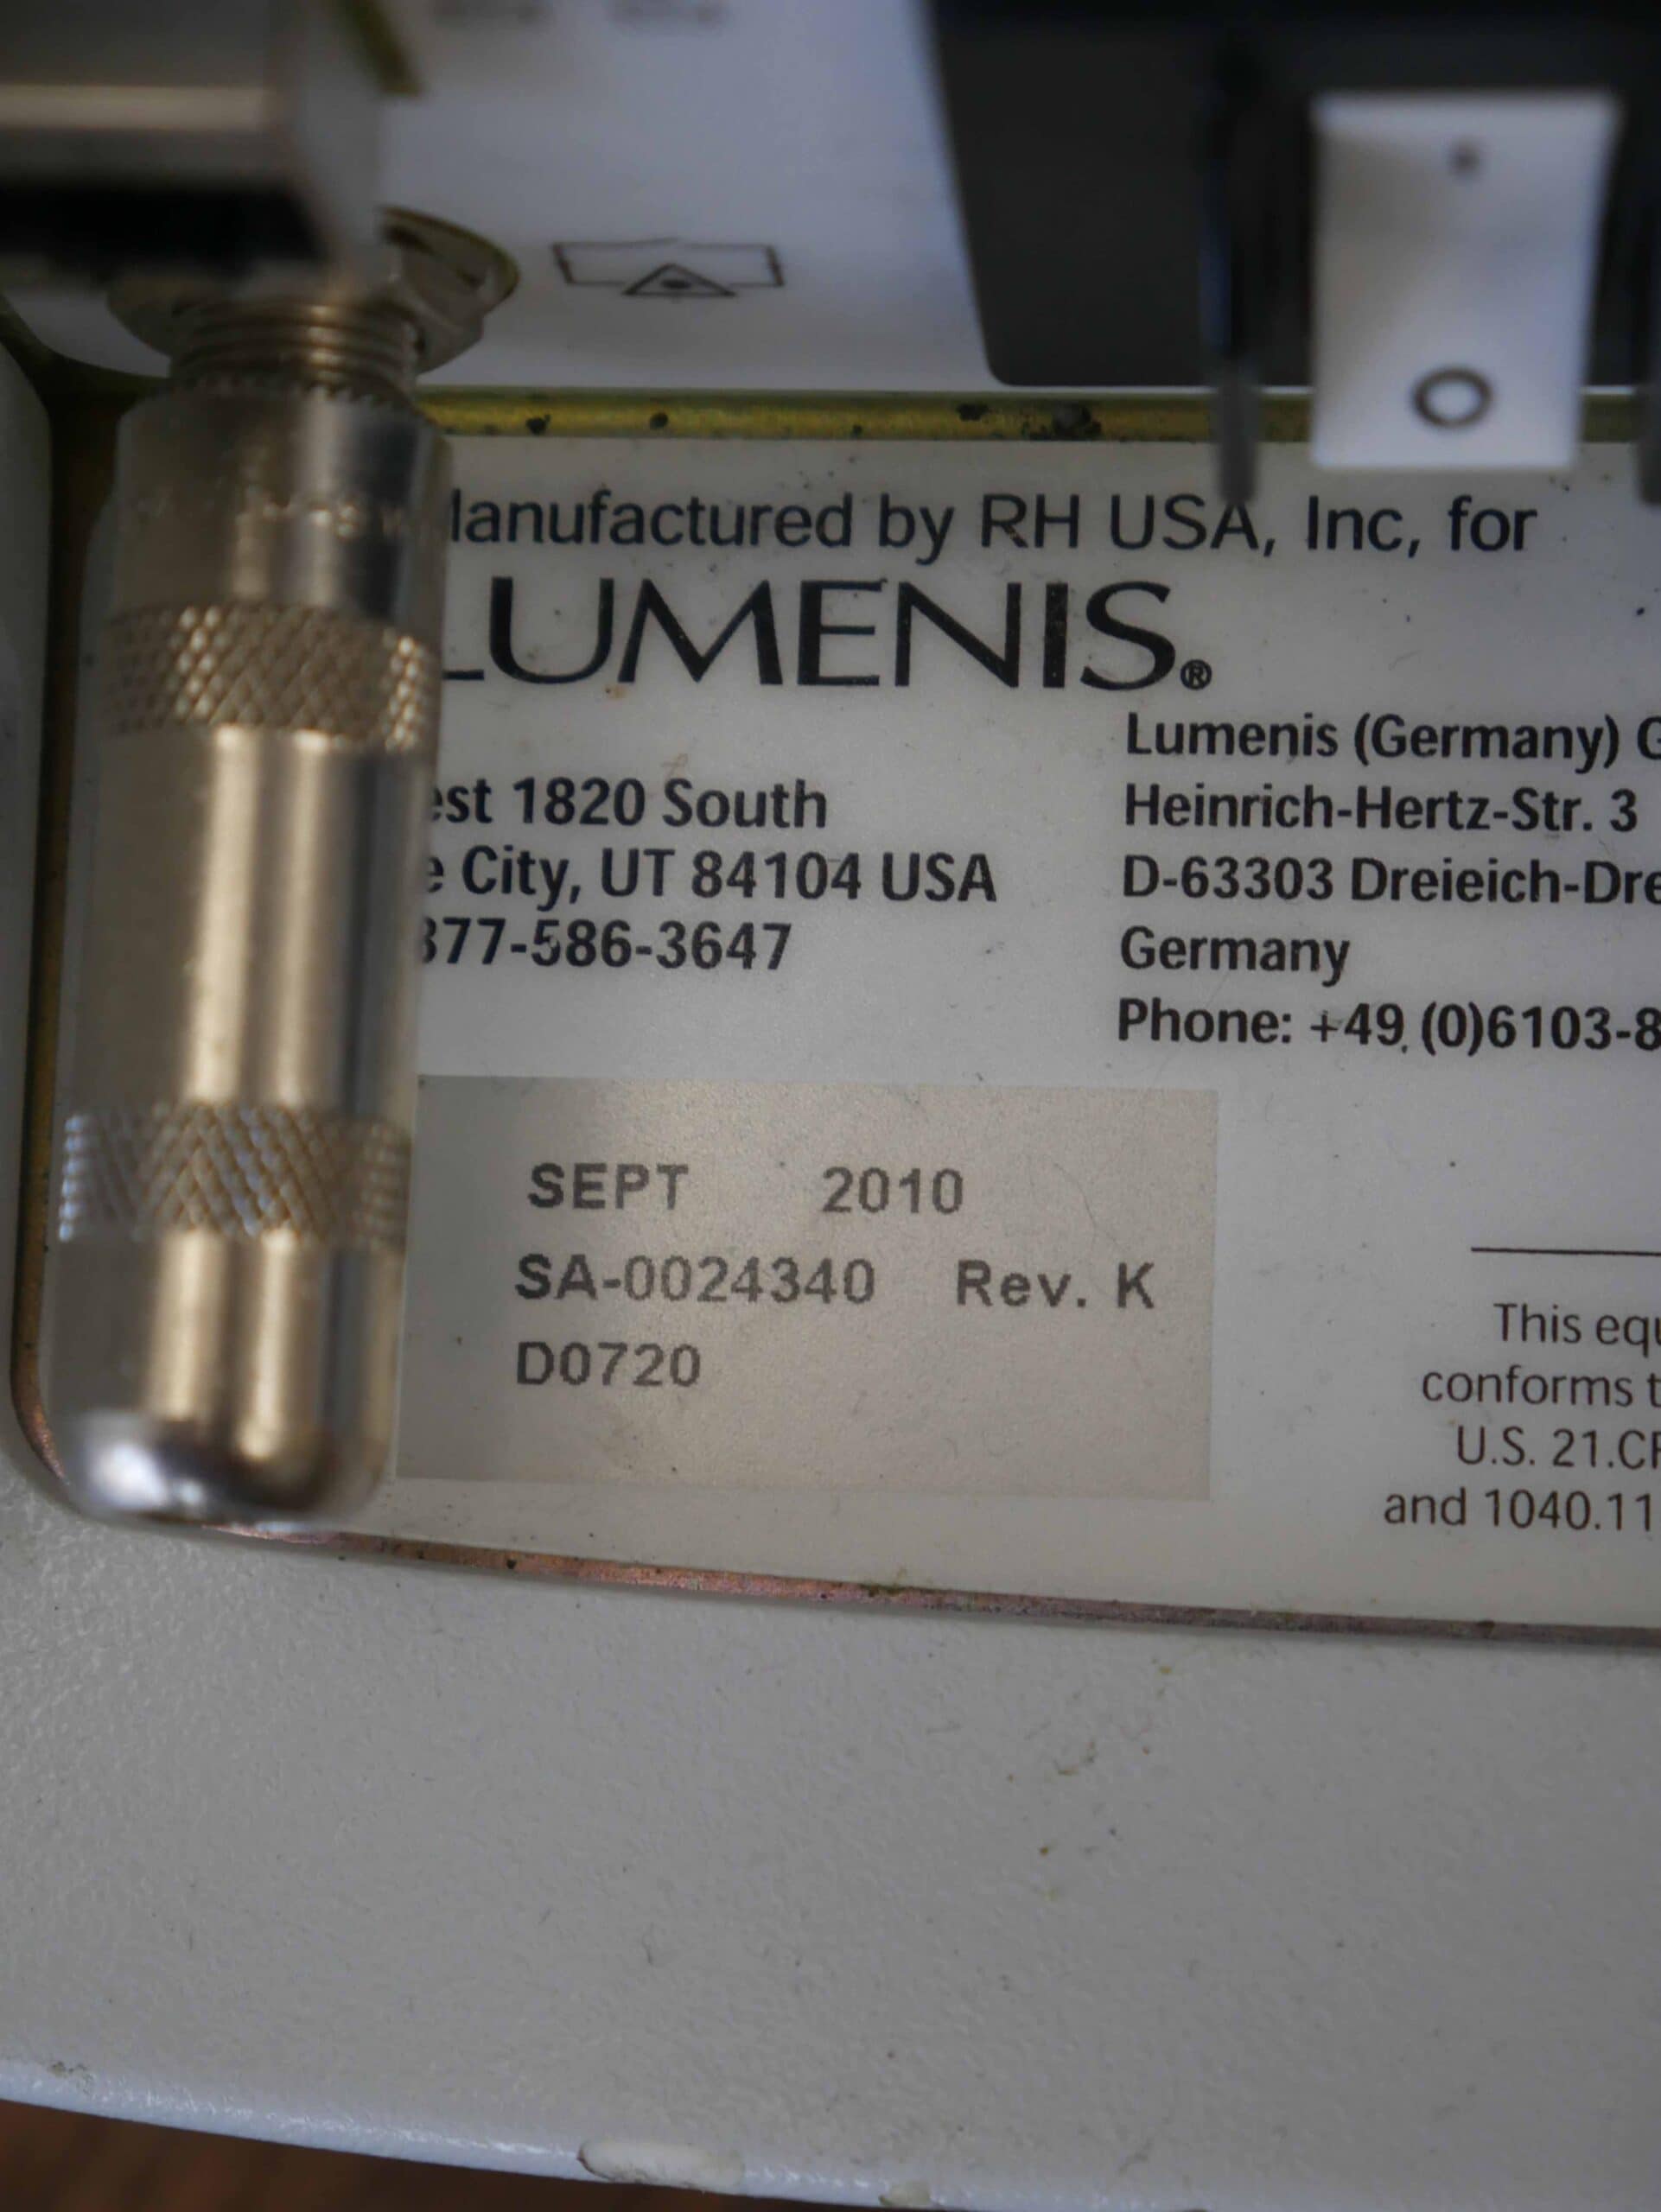 lanufactured by RH USA, Inc, for
LUMENIS®
est 1820 South
e City, UT 84104 USA
377-586-3647
Lumenis (Germany) G
Heinrich-Hertz-Str. 3
D-63303 Dreieich-Dre
Germany
Phone: +49 (0)6103-8
SEPT 2010
SA-0024340 Rev. K
D0720
This equ
conforms t
U.S. 21.CF
and 1040.11